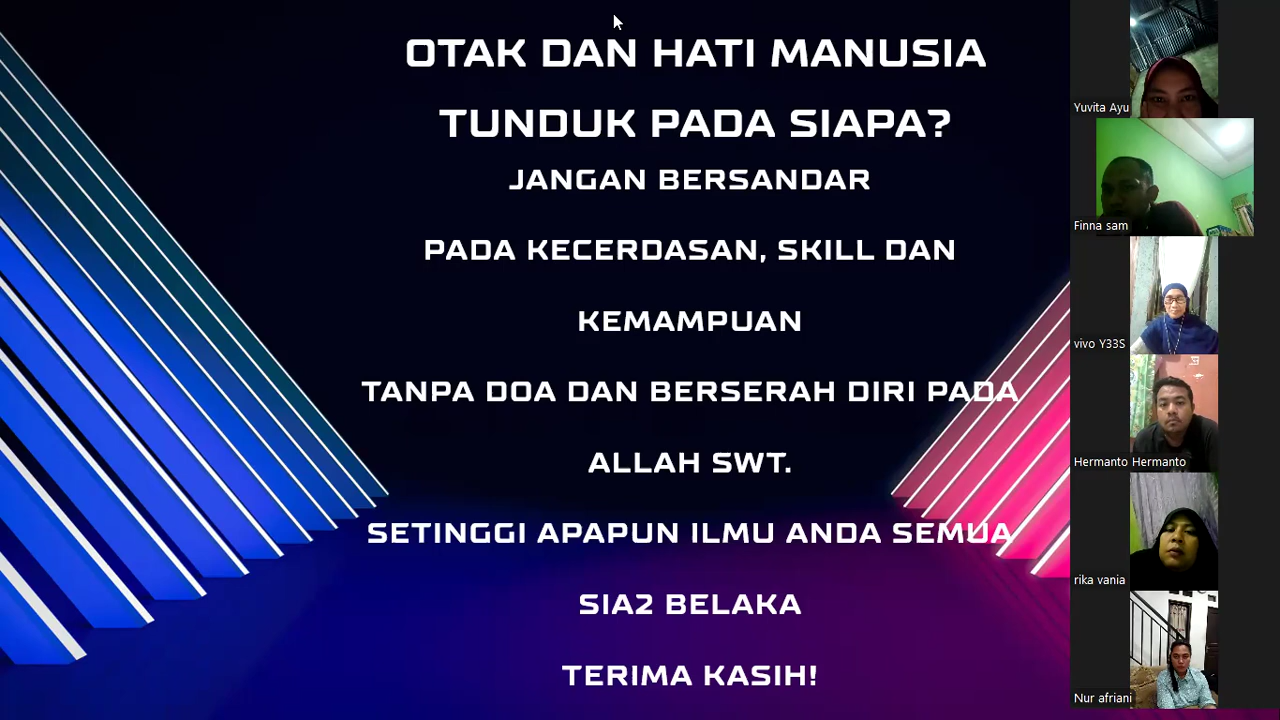 OTAK DAN HATI MANUSIA
TUNDUK PADA SIAPA?
JANGAN BERSANDAR
PADA KECERDASAN, SKILL DAN
KEMAMPUAN
TANPA DOA DAN BERSERAH DIRI PADA
ALLAH SWT.
SETINGGI APAPUN ILMU ANDA SEMUA
SIA2 BELAKA
TERIMA KASIH!
Yuvita Ayu
Finna sam
vivo Y33S
Hermanto Hermanto
rika vania
Nur afriani